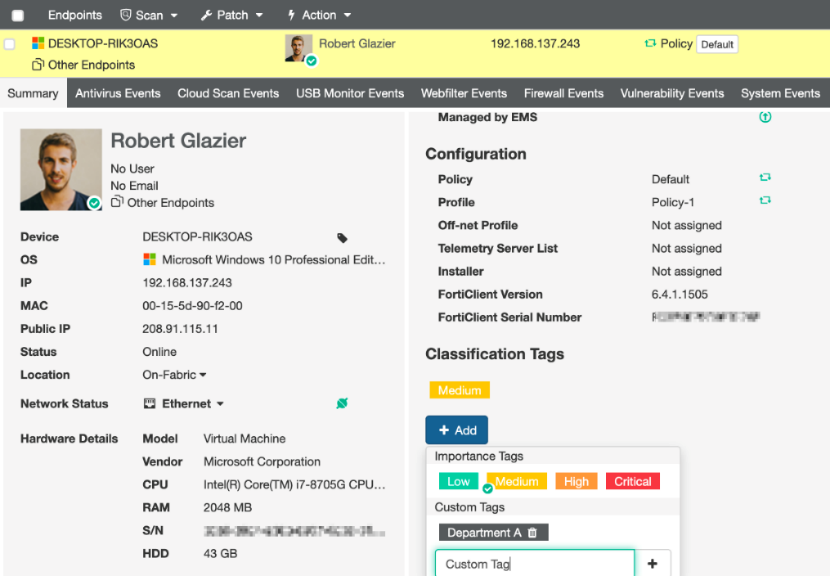 Endpoints Scan Patch Action
DESKTOP-RIK3OAS Robert Glazier 192.168.137.243 Policy Default
Other Endpoints
Summary Antivirus Events Cloud Scan Events USB Monitor Events Webfilter Events Firewall Events Vulnerability Events System Events
Robert Glazier
No User
No Email
Other Endpoints
Device DESKTOP-RIK3OAS
OS Microsoft Windows 10 Professional Edit...
IP 192.168.137.243
MAC 00-15-5d-90-f2-00
Public IP 208.91.115.11
Status Online
Location On-Fabric
Network Status Ethernet
Hardware Details Model Virtual Machine
Vendor Microsoft Corporation
CPU Intel(R) Core(TM) i7-8705G CPU...
RAM 2048 MB
S/N
HDD 43 GB
Managed by EMS
Configuration
Policy Default
Profile Policy-1
Off-net Profile Not assigned
Telemetry Server List Not assigned
Installer Not assigned
FortiClient Version 6.4.1.1505
FortiClient Serial Number
Classification Tags
Medium
+ Add
Importance Tags
Low Medium High Critical
Custom Tags
Department A
Custom Tag +